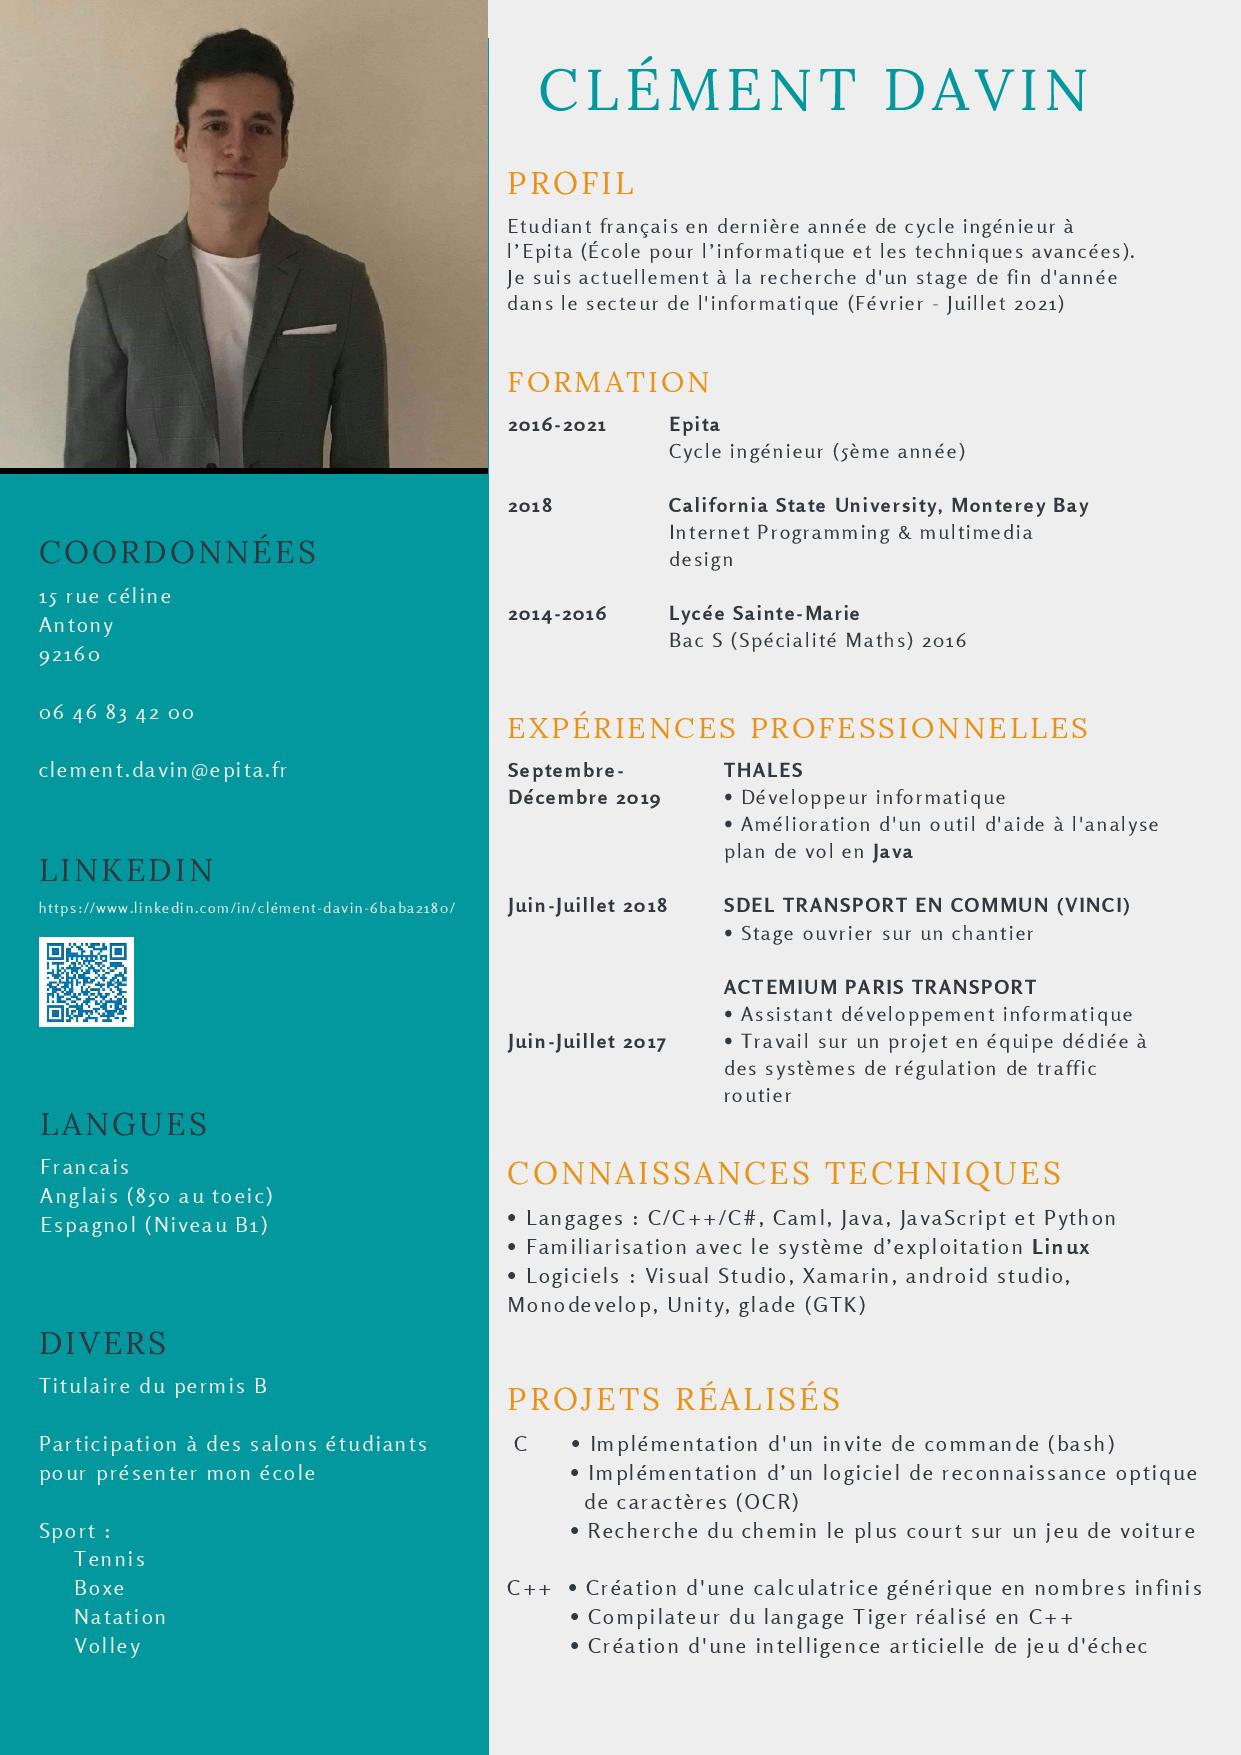 CLÉMENT DAVIN
PROFIL
Etudiant français en dernière année de cycle ingénieur à
l’Epita (École pour l’informatique et les techniques avancées).
Je suis actuellement à la recherche d'un stage de fin d'année
dans le secteur de l'informatique (Février - Juillet 2021)
FORMATION
2016-2021 Epita
Cycle ingénieur (5ème année)
2018 California State University, Monterey Bay
Internet Programming & multimedia
design
2014-2016 Lycée Sainte-Marie
Bac S (Spécialité Maths) 2016
EXPÉRIENCES PROFESSIONNELLES
Septembre- THALES
Décembre 2019 • Développeur informatique
• Amélioration d'un outil d'aide à l'analyse
plan de vol en Java
Juin-Juillet 2018 SDEL TRANSPORT EN COMMUN (VINCI)
• Stage ouvrier sur un chantier
ACTEMIUM PARIS TRANSPORT
• Assistant développement informatique
Juin-Juillet 2017 • Travail sur un projet en équipe dédiée à
des systèmes de régulation de traffic
routier
CONNAISSANCES TECHNIQUES
• Langages : C/C++/C#, Caml, Java, JavaScript et Python
• Familiarisation avec le système d’exploitation Linux
• Logiciels : Visual Studio, Xamarin, android studio,
Monodevelop, Unity, glade (GTK)
PROJETS RÉALISÉS
C • Implémentation d'un invite de commande (bash)
• Implémentation d’un logiciel de reconnaissance optique
de caractères (OCR)
• Recherche du chemin le plus court sur un jeu de voiture
C++ • Création d'une calculatrice générique en nombres infinis
• Compilateur du langage Tiger réalisé en C++
• Création d'une intelligence articielle de jeu d'échec
COORDONNÉES
15 rue céline
Antony
92160
06 46 83 42 00
clement.davin@epita.fr
LINKEDIN
https://www.linkedin.com/in/clément-davin-6baba2180/
LANGUES
Francais
Anglais (850 au toeic)
Espagnol (Niveau B1)
DIVERS
Titulaire du permis B
Participation à des salons étudiants
pour présenter mon école
Sport :
Tennis
Boxe
Natation
Volley